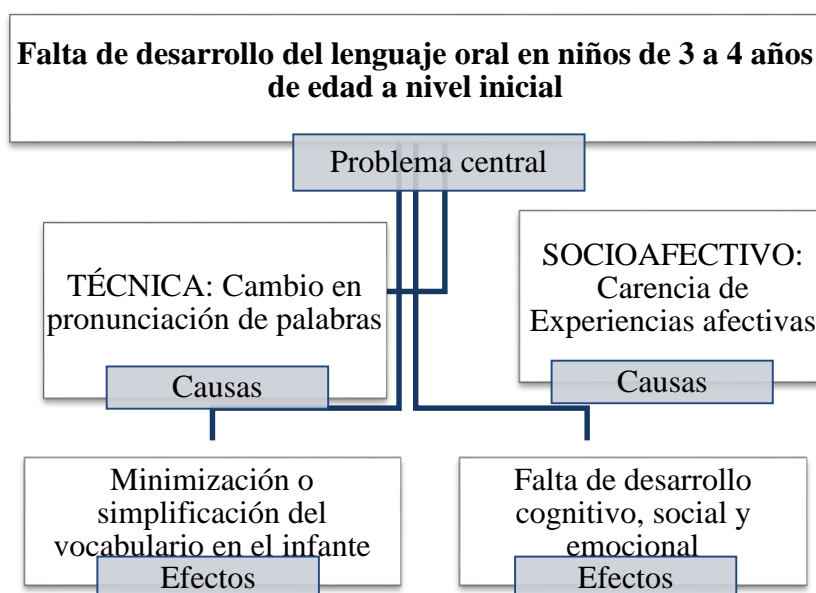 Falta de desarrollo del lenguaje oral en niños de 3 a 4 años
de edad a nivel inicial
Problema central
TÉCNICA: Cambio en
pronunciación de palabras
Causas
SOCIOAFECTIVO:
Carencia de
Experiencias afectivas
Causas
Minimización o
simplificación del
vocabulario en el infante
Efectos
Falta de desarrollo
cognitivo, social y
emocional
Efectos